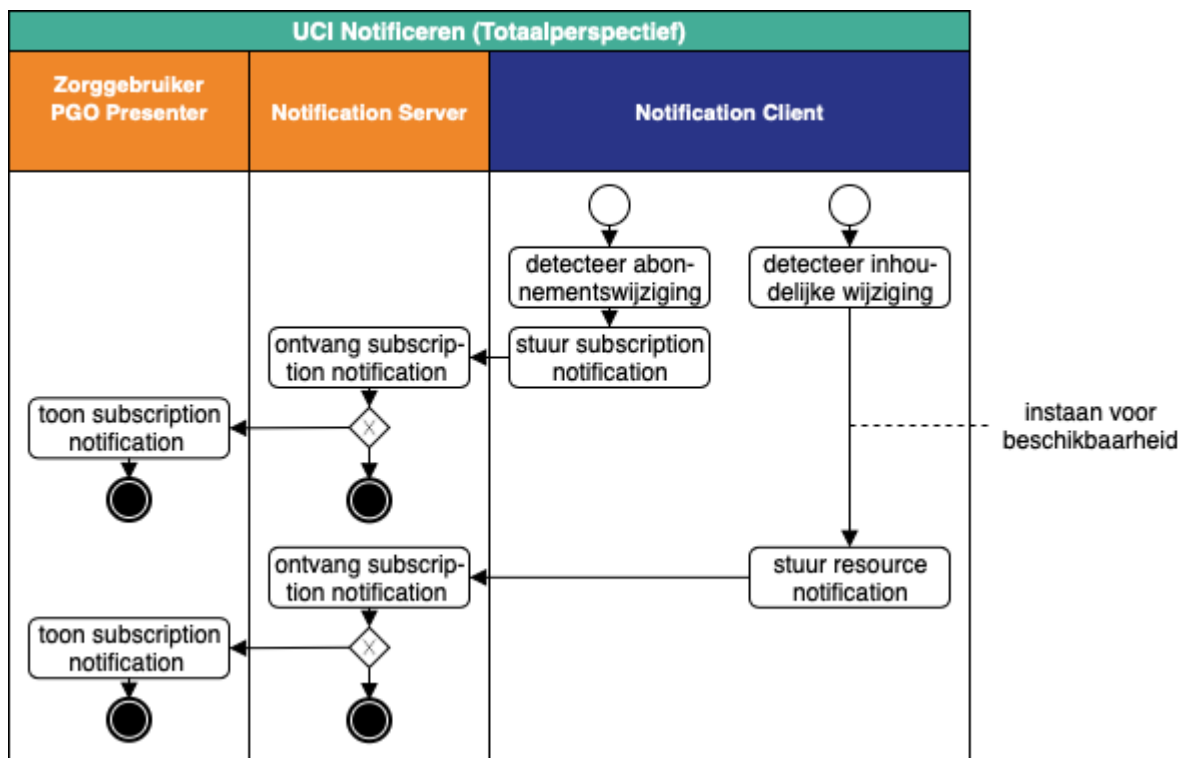 UCI Notificeren (Totaalperspectief)
Zorggebruiker
PGO Presenter
Notification Server
Notification Client
detecteer abon-
nementswijziging
detecteer inhou-
delijke wijziging
ontvang subscrip-
tion notification
stuur subscription
notification
toon subscription
notification
X
instaan voor
beschikbaarheid
ontvang subscrip-
tion notification
stuur resource
notification
toon subscription
notification
X